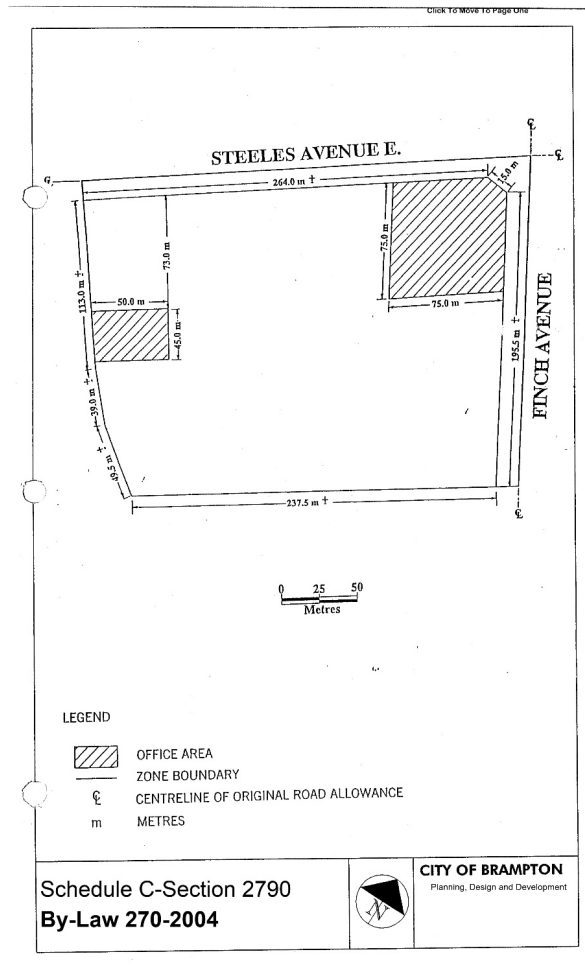 Click To Move To Page One
℄
℄
STEELES AVENUE E.
℄
264.0 m †
15.0 m
113.0 m †
73.0 m
75.0 m
50.0 m
45.0 m
75.0 m
195.5 m †
FINCH AVENUE
39.0 m †
49.5 m †
237.5 m †
℄
0 25 50
Metres
LEGEND
OFFICE AREA
ZONE BOUNDARY
℄ CENTRELINE OF ORIGINAL ROAD ALLOWANCE
m METRES
Schedule C-Section 2790
By-Law 270-2004
N
CITY OF BRAMPTON
Planning, Design and Development